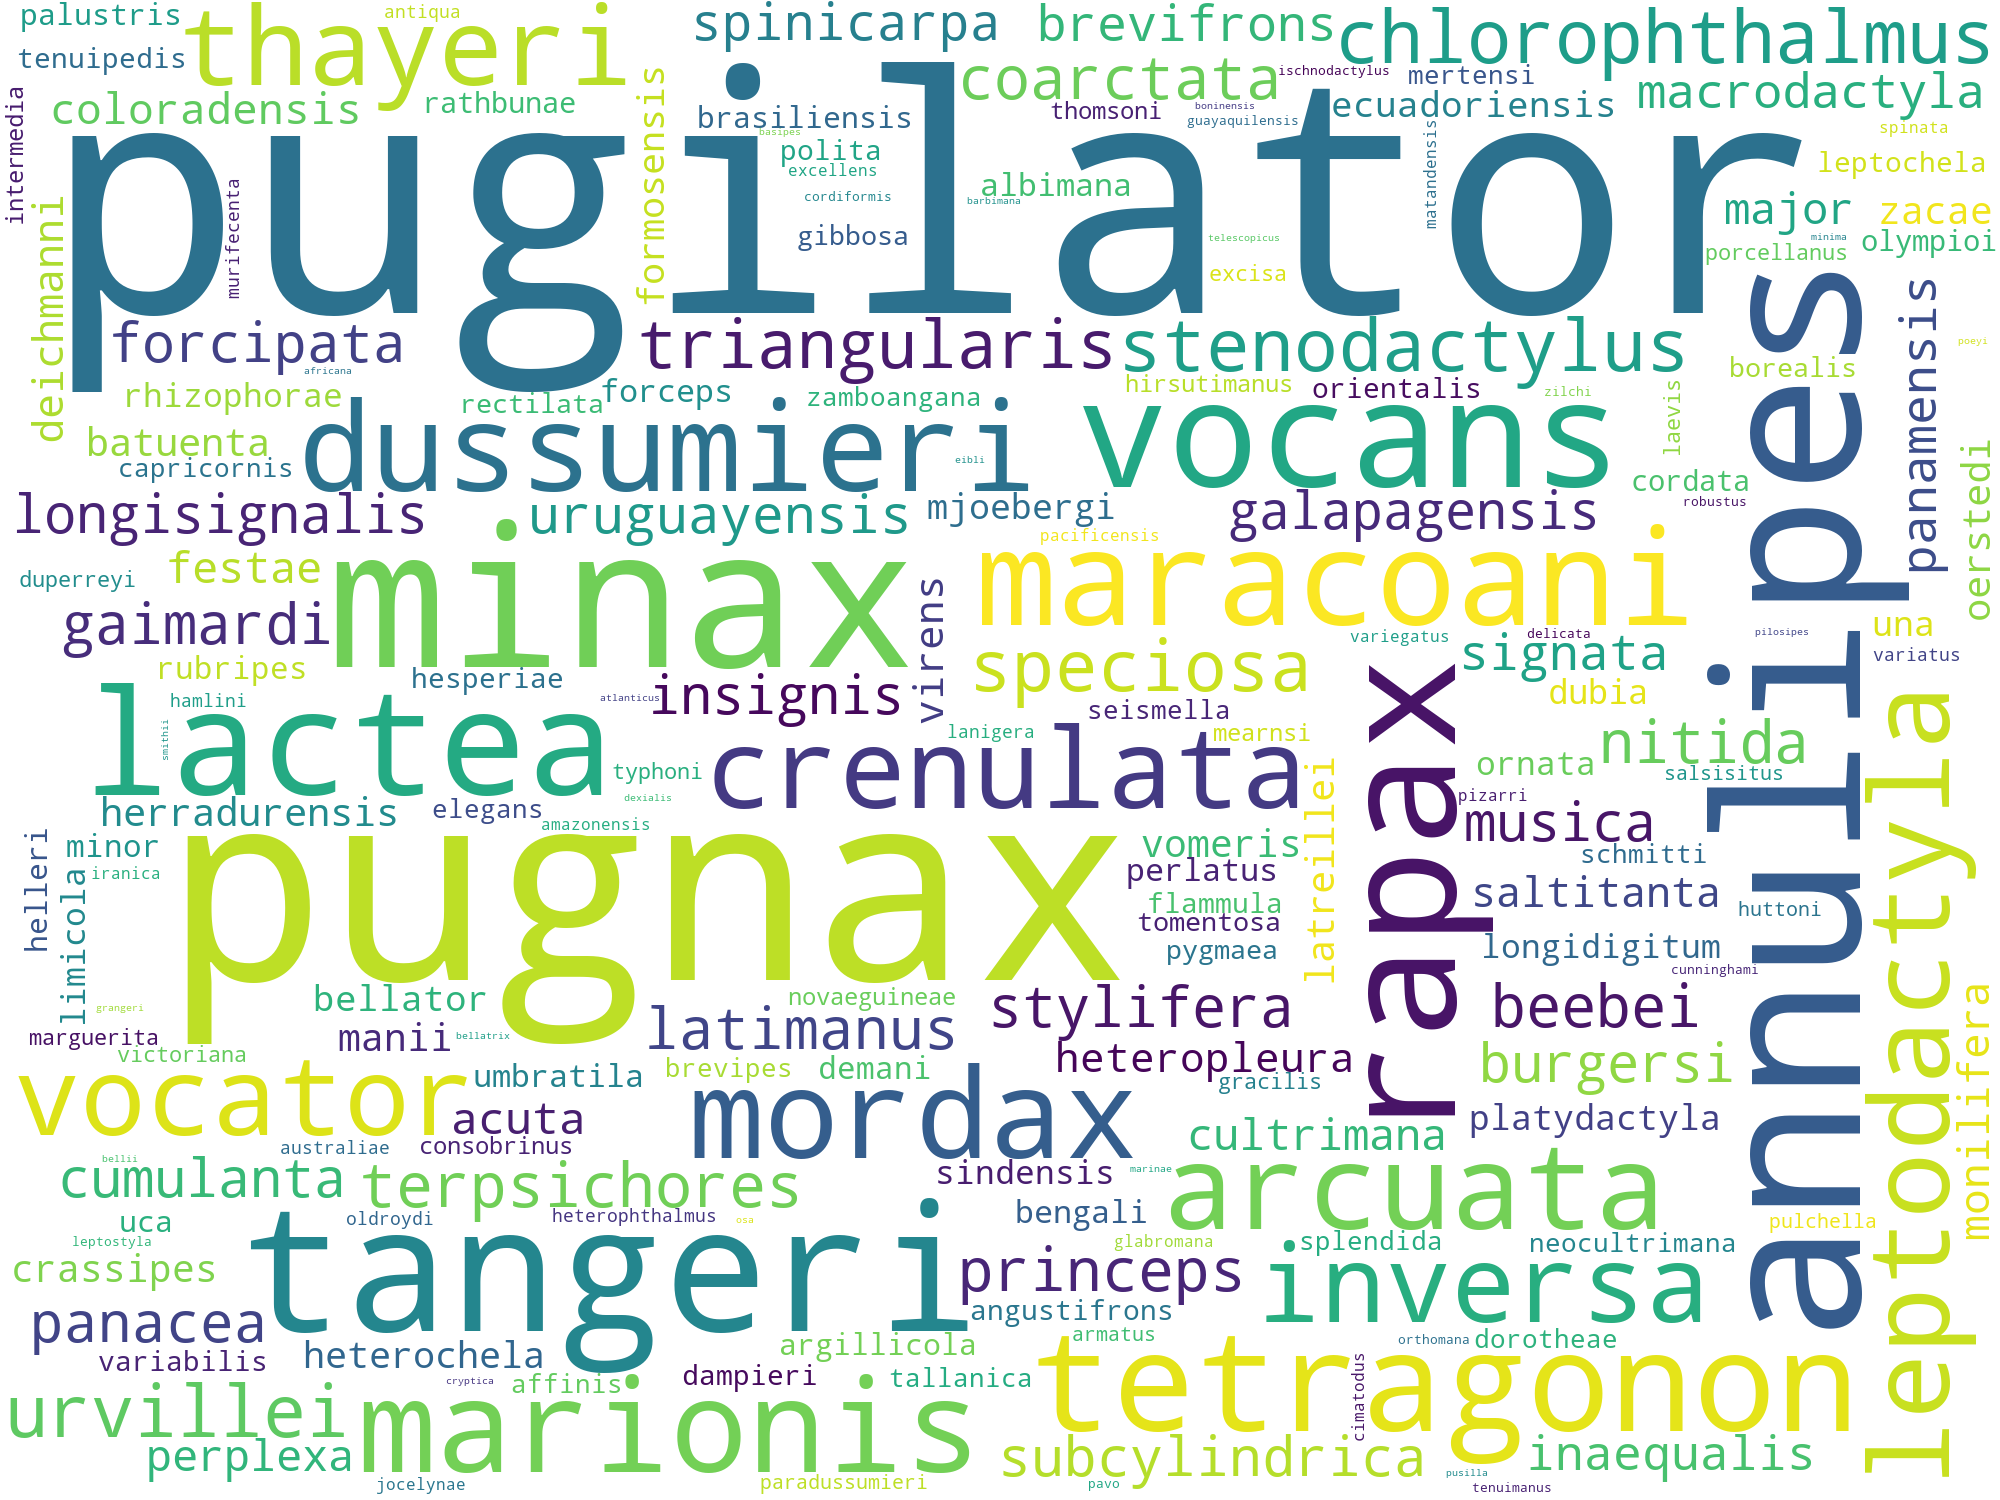 palustris
antiqua
thayeri
spinicarpa
brevifrons
chlorophthalmus
tenuipedis
coarctata
ischnodactylus
mertensi
intermedia
coloradensis
rathbunae
formosensis
brasiliensis
thomsoni
boninensis
guayaquilensis
ecuadoriensis
macrodactyla
pugilator
basipes
polita
excellens
cordiformis
albimana
barbimana
matandensis
spinata
leptochela
deichmanni
murifecenta
gibbosa
telescopicus
excisa
major
zacae
minima
olympioi
porcellanus
annulipes
panamensis
forcipata
triangularis
stenodactylus
poeyi
africana
rhizophorae
rectilata
forceps
zamboangana
hirsutimanus
orientalis
zilchi
laevis
borealis
batuenta
dussumieri
vocans
capricornis
eibli
cordata
robustus
oerstedi
longisignalis
uruguayensis
mjoebergi
galapagensis
pacificensis
duperreyi
festae
minax
virens
maracoani
gaimardi
variegatus
delicata
signata
pilosipes
una
variatus
rubripes
hesperiae
speciosa
rapax
dubia
hamlini
atlanticus
insignis
seismella
leptodactyla
lactea
smithii
lanigera
mearnsi
crenulata
nitida
ornata
salsisitus
typhoni
latreillei
dexialis
pizarri
herradurensis
elegans
amazonensis
musica
helleri
minor
pugnax
vomeris
schmitti
iranica
perlatus
limicola
flammula
saltitanta
huttoni
tomentosa
pygmaea
longidigitum
cunninghami
bellator
novaeguineae
stylifera
beebei
monilifera
grangeri
marguerita
manii
bellatrix
latimanus
victoriana
heteropleura
burgersi
vocator
umbratila
brevipes
demani
mordax
gracilis
acuta
platydactyla
australiae
consobrinus
cultrimana
bellii
cumulanta
terpsichores
sindensis
marinae
arcuata
uca
oldroydi
heterophthalmus
osa
bengali
pulchella
leptostyla
tangeri
glabromana
splendida
neocultrimana
crassipes
princeps
inversa
panacea
angustifrons
variabilis
heterochela
argillicola
armatus
orthomana
dorotheae
cryptica
affinis
dampieri
tallanica
tetragonon
cimatodus
urvillei
marionis
perplexa
subcylindrica
inaequalis
jocelynae
paradussumieri
pavo
pusilla
tenuimanus